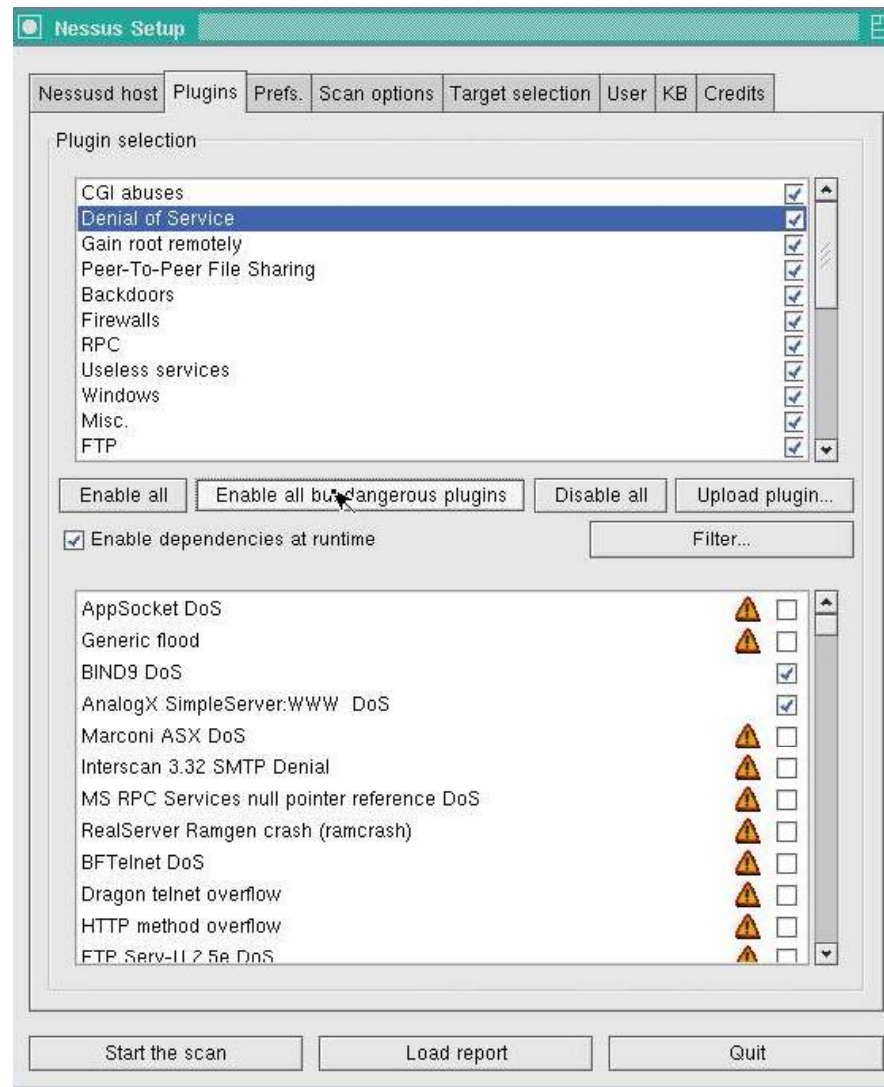 Nessus Setup
Nessusd host Plugins Prefs. Scan options Target selection User KB Credits
Plugin selection
CGI abuses
Denial of Service
Gain root remotely
Peer-To-Peer File Sharing
Backdoors
Firewalls
RPC
Useless services
Windows
Misc.
FTP
Enable all Enable all but dangerous plugins Disable all Upload plugin...
Enable dependencies at runtime Filter...
AppSocket DoS
Generic flood
BIND9 DoS
AnalogX SimpleServer:WWW DoS
Marconi ASX DoS
Interscan 3.32 SMTP Denial
MS RPC Services null pointer reference DoS
RealServer Ramgen crash (ramcrash)
BFTelnet DoS
Dragon telnet overflow
HTTP method overflow
FTP Serv-U 2.5e DoS
Start the scan Load report Quit